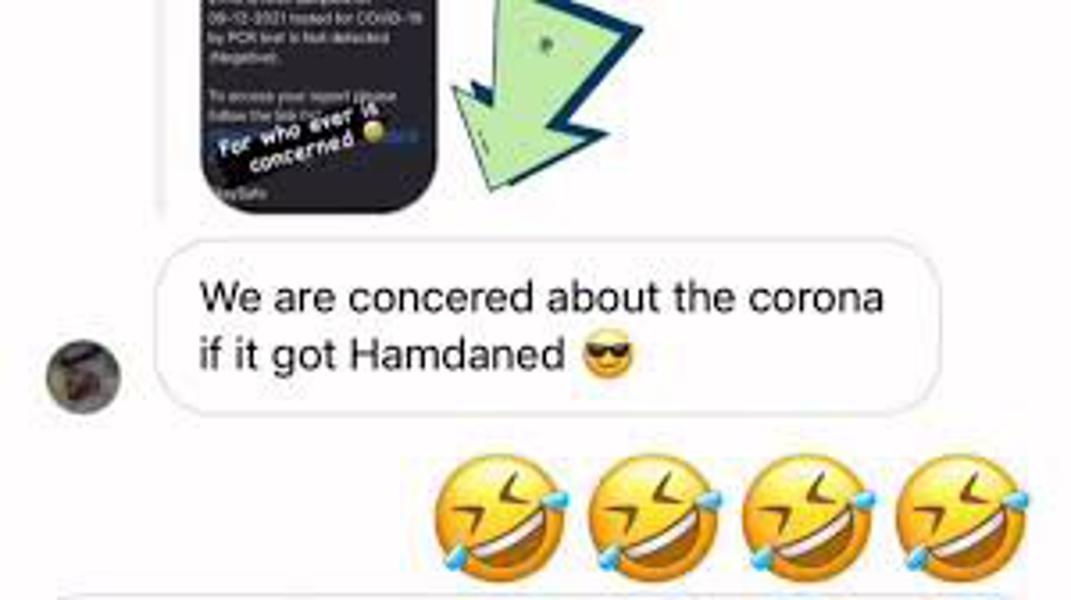 09-12-2021 tested for COVID-19
by PCR test is Not detected
(Negative).
To access your report please
follow the link
For who ever is
concerned
StaySafe
We are concered about the corona
if it got Hamdaned 😎
🤣🤣🤣🤣